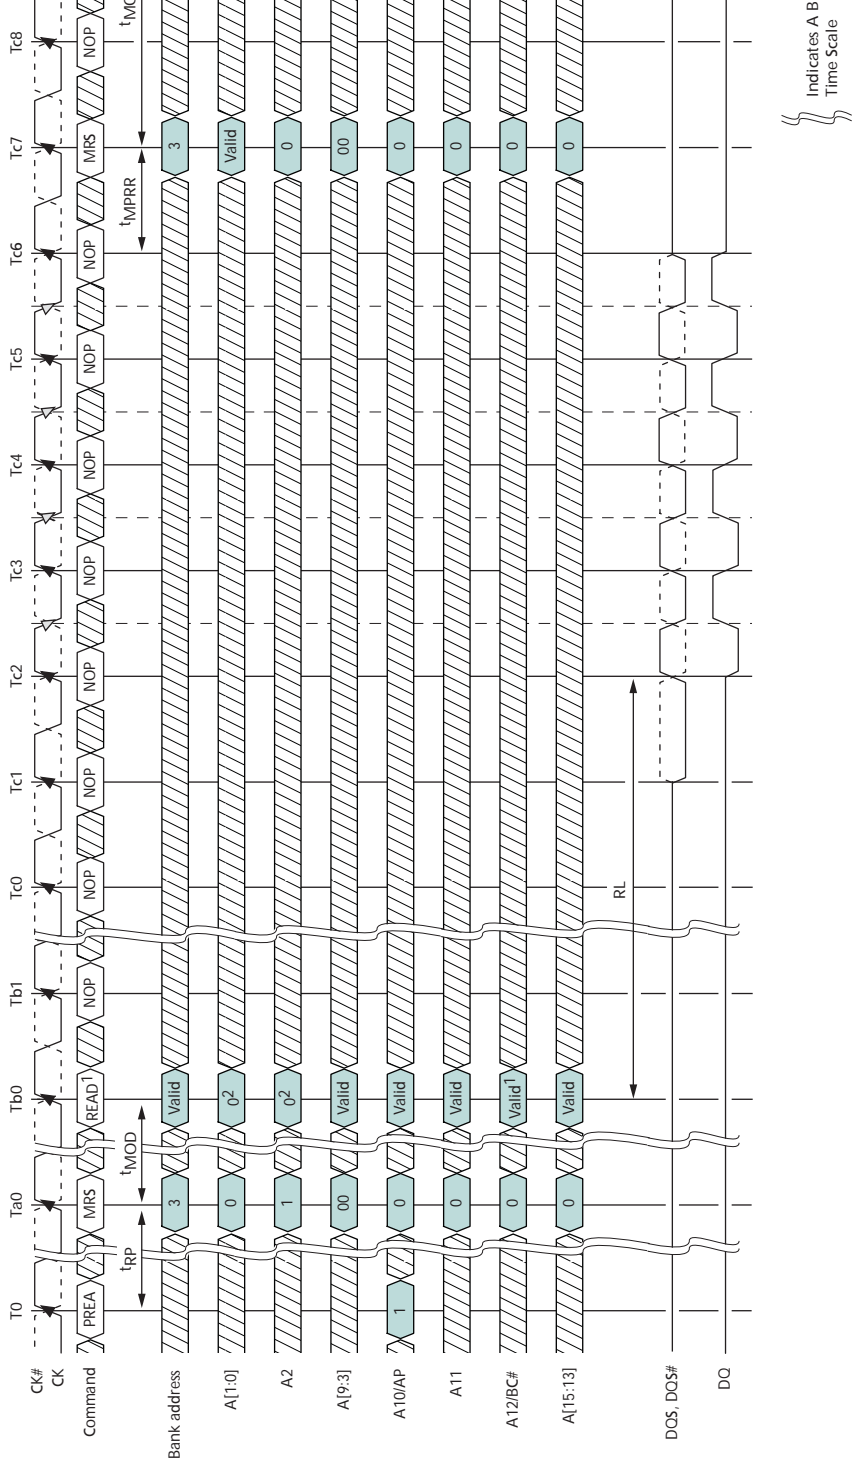 T0 Ta0 Tb0 Tb1 Tc0 Tc1 Tc2 Tc3 Tc4 Tc5 Tc6 Tc7 Tc8
CK#
CK
Command PREA MRS READ1 NOP NOP NOP NOP NOP NOP NOP NOP MRS NOP
tRP tMOD tMPRR
Bank address 3 Valid 3
A[1:0] 0 02 Valid
A2 1 02 0
A[9:3] 00 Valid 00
A10/AP 1 0 Valid 0
A11 0 Valid 0
A12/BC# 0 Valid1 0
A[15:13] 0 Valid 0
RL
DQS, DQS#
DQ
Indicates A B
Time Scale